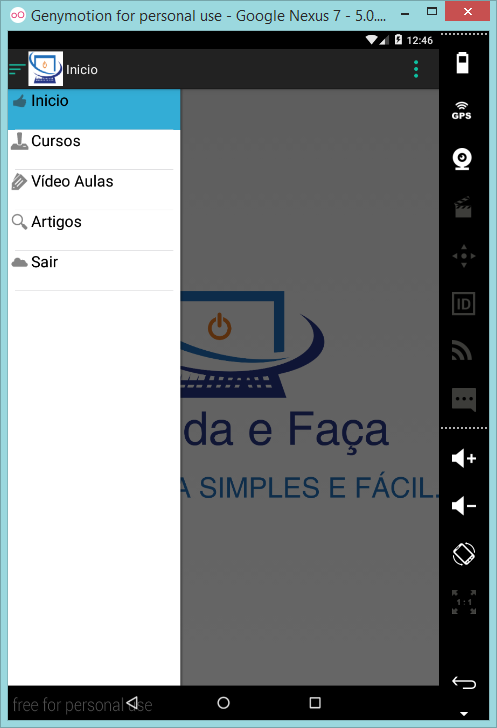 Genymotion for personal use - Google Nexus 7 - 5.0....
12:46
Inicio
GPS
Inicio
Cursos
Vídeo Aulas
Artigos
Sair
ID
da e Faça
A SIMPLES E FÁCIL.
1:1
free for personal use